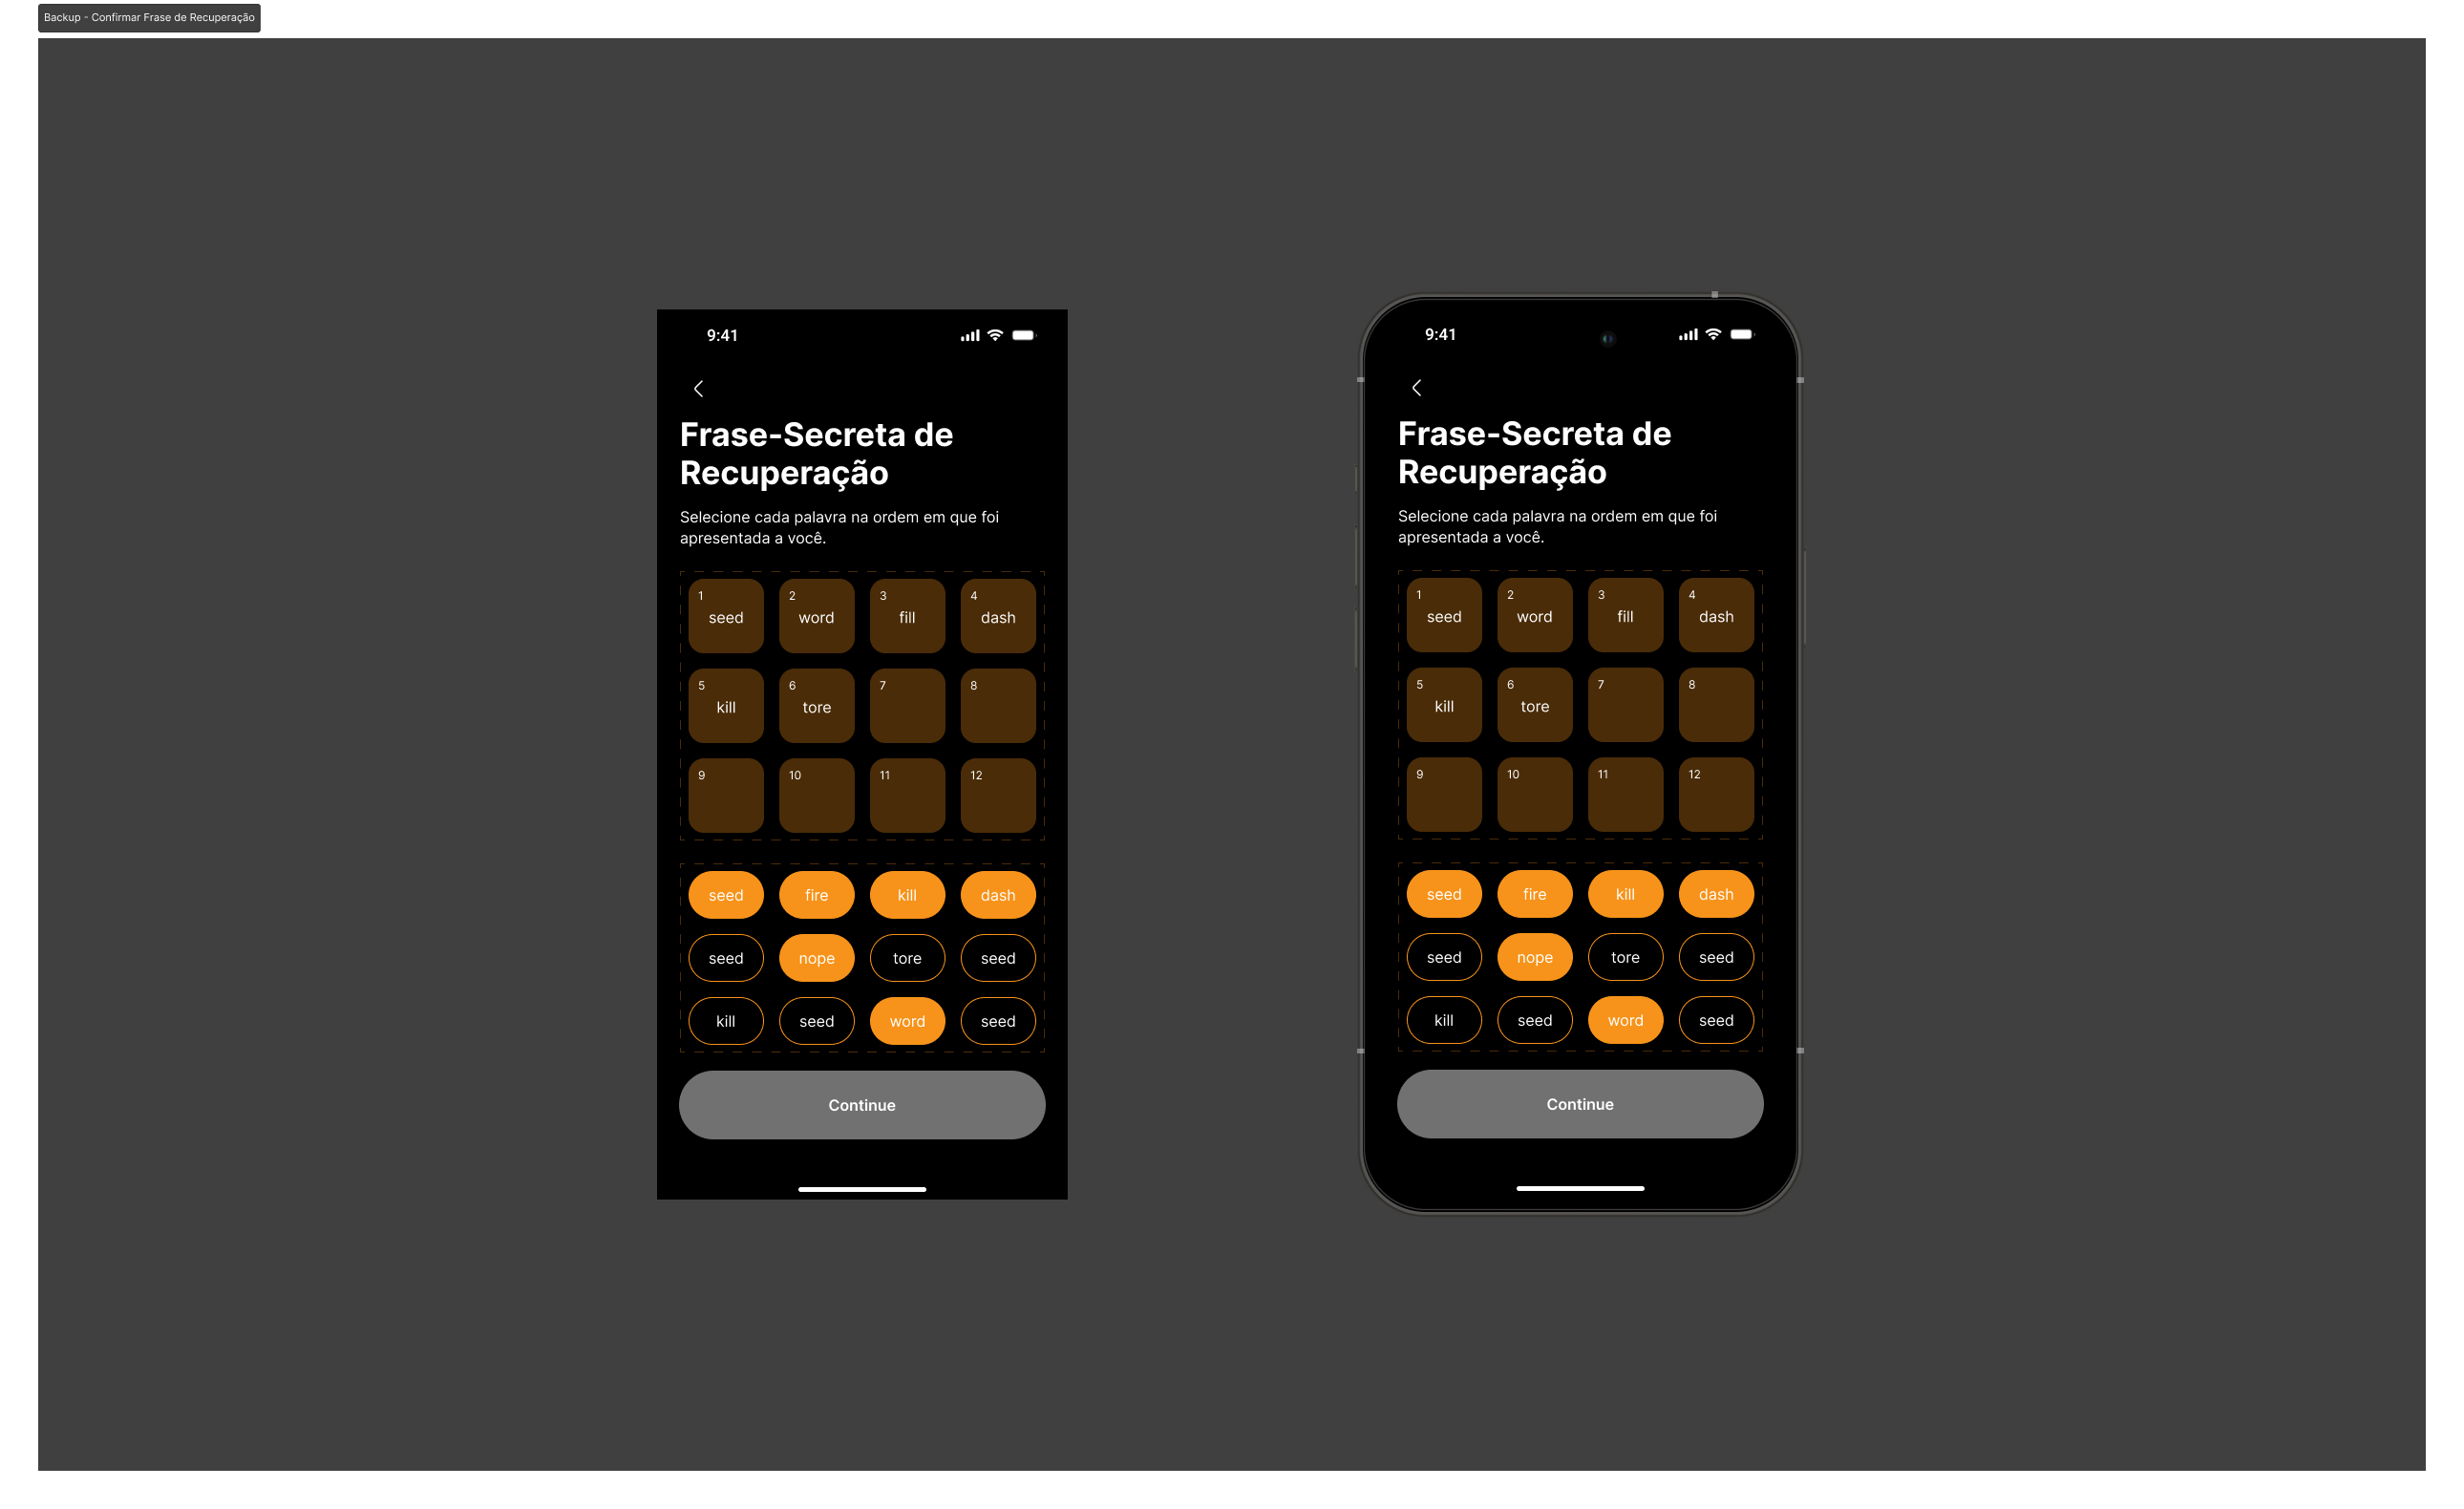 Backup - Confirmar Frase de Recuperação
9:41
Frase-Secreta de
Recuperação
Selecione cada palavra na ordem em que foi
apresentada a você.
1 2 3 4
seed word fill dash
5 6 7 8
kill tore
9 10 11 12
seed fire kill dash
seed nope tore seed
kill seed word seed
Continue
9:41
Frase-Secreta de
Recuperação
Selecione cada palavra na ordem em que foi
apresentada a você.
1 2 3 4
seed word fill dash
5 6 7 8
kill tore
9 10 11 12
seed fire kill dash
seed nope tore seed
kill seed word seed
Continue